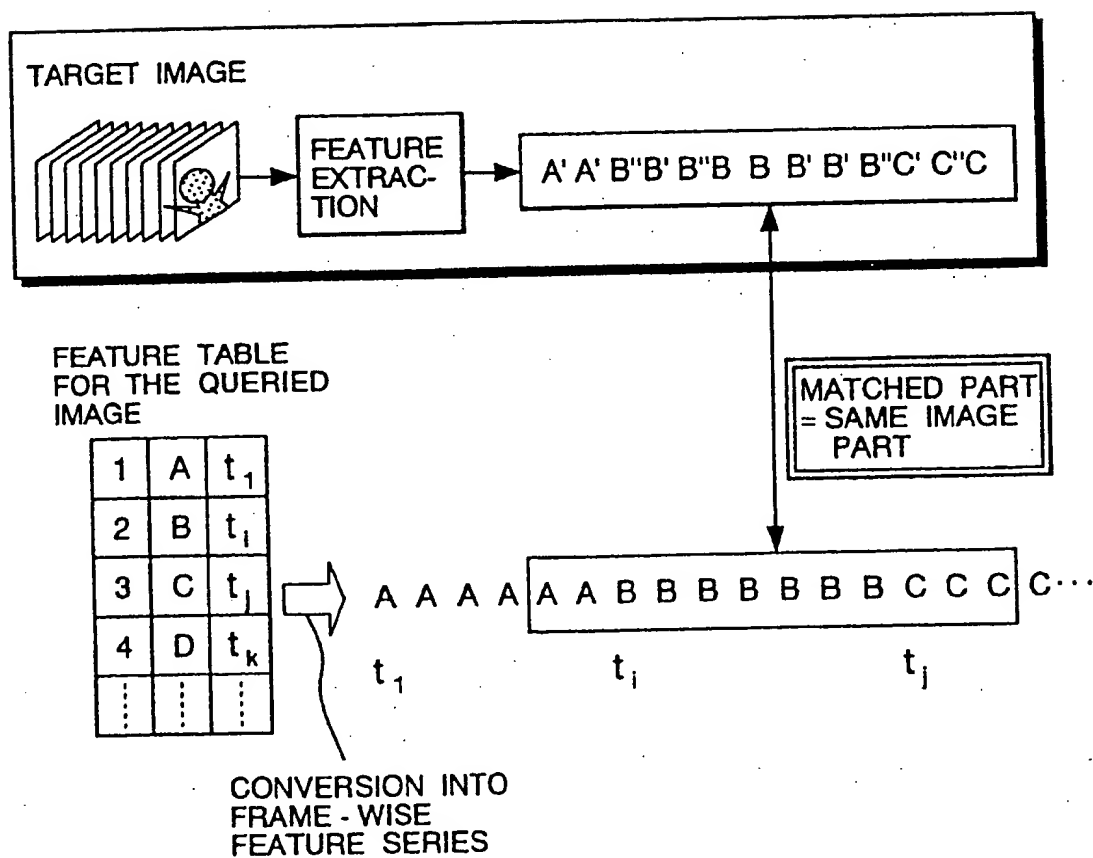 TARGET IMAGE
FEATURE
EXTRAC-
TION
A' A' B''B' B''B B B' B' B''C' C''C
FEATURE TABLE
FOR THE QUERIED
IMAGE
MATCHED PART
= SAME IMAGE
PART
1 A t1
2 B ti
3 C tj
4 D tk
A A A A A A B B B B B B B C C C C···
t1 ti tj
CONVERSION INTO
FRAME - WISE
FEATURE SERIES